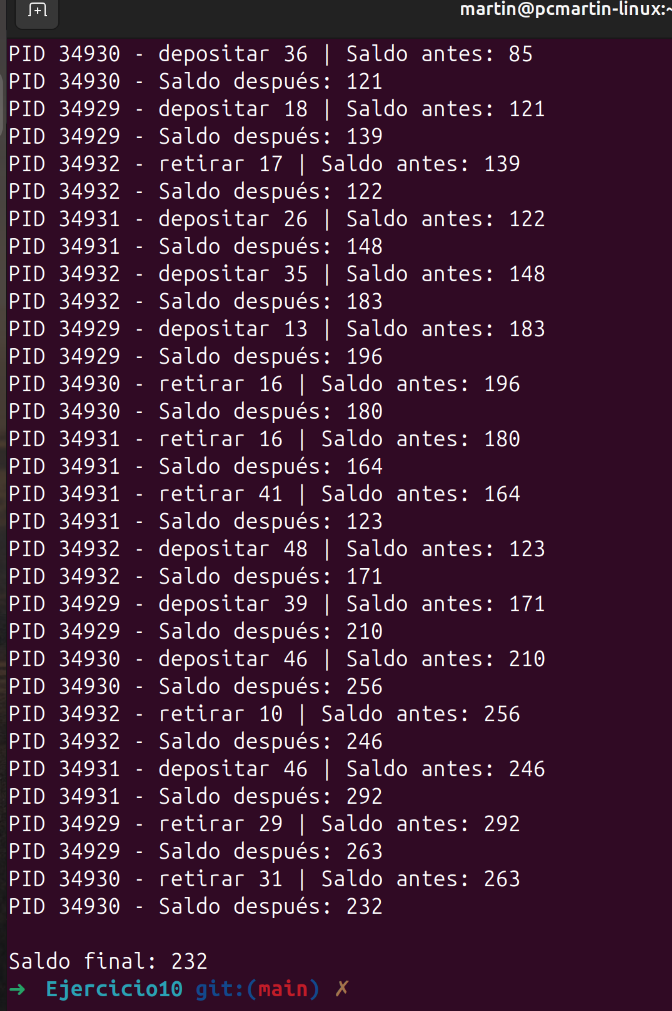 martin@pcmartin-linux:~
PID 34930 - depositar 36 | Saldo antes: 85
PID 34930 - Saldo después: 121
PID 34929 - depositar 18 | Saldo antes: 121
PID 34929 - Saldo después: 139
PID 34932 - retirar 17 | Saldo antes: 139
PID 34932 - Saldo después: 122
PID 34931 - depositar 26 | Saldo antes: 122
PID 34931 - Saldo después: 148
PID 34932 - depositar 35 | Saldo antes: 148
PID 34932 - Saldo después: 183
PID 34929 - depositar 13 | Saldo antes: 183
PID 34929 - Saldo después: 196
PID 34930 - retirar 16 | Saldo antes: 196
PID 34930 - Saldo después: 180
PID 34931 - retirar 16 | Saldo antes: 180
PID 34931 - Saldo después: 164
PID 34931 - retirar 41 | Saldo antes: 164
PID 34931 - Saldo después: 123
PID 34932 - depositar 48 | Saldo antes: 123
PID 34932 - Saldo después: 171
PID 34929 - depositar 39 | Saldo antes: 171
PID 34929 - Saldo después: 210
PID 34930 - depositar 46 | Saldo antes: 210
PID 34930 - Saldo después: 256
PID 34932 - retirar 10 | Saldo antes: 256
PID 34932 - Saldo después: 246
PID 34931 - depositar 46 | Saldo antes: 246
PID 34931 - Saldo después: 292
PID 34929 - retirar 29 | Saldo antes: 292
PID 34929 - Saldo después: 263
PID 34930 - retirar 31 | Saldo antes: 263
PID 34930 - Saldo después: 232
Saldo final: 232
→ Ejercicio10 git:(main) ✗